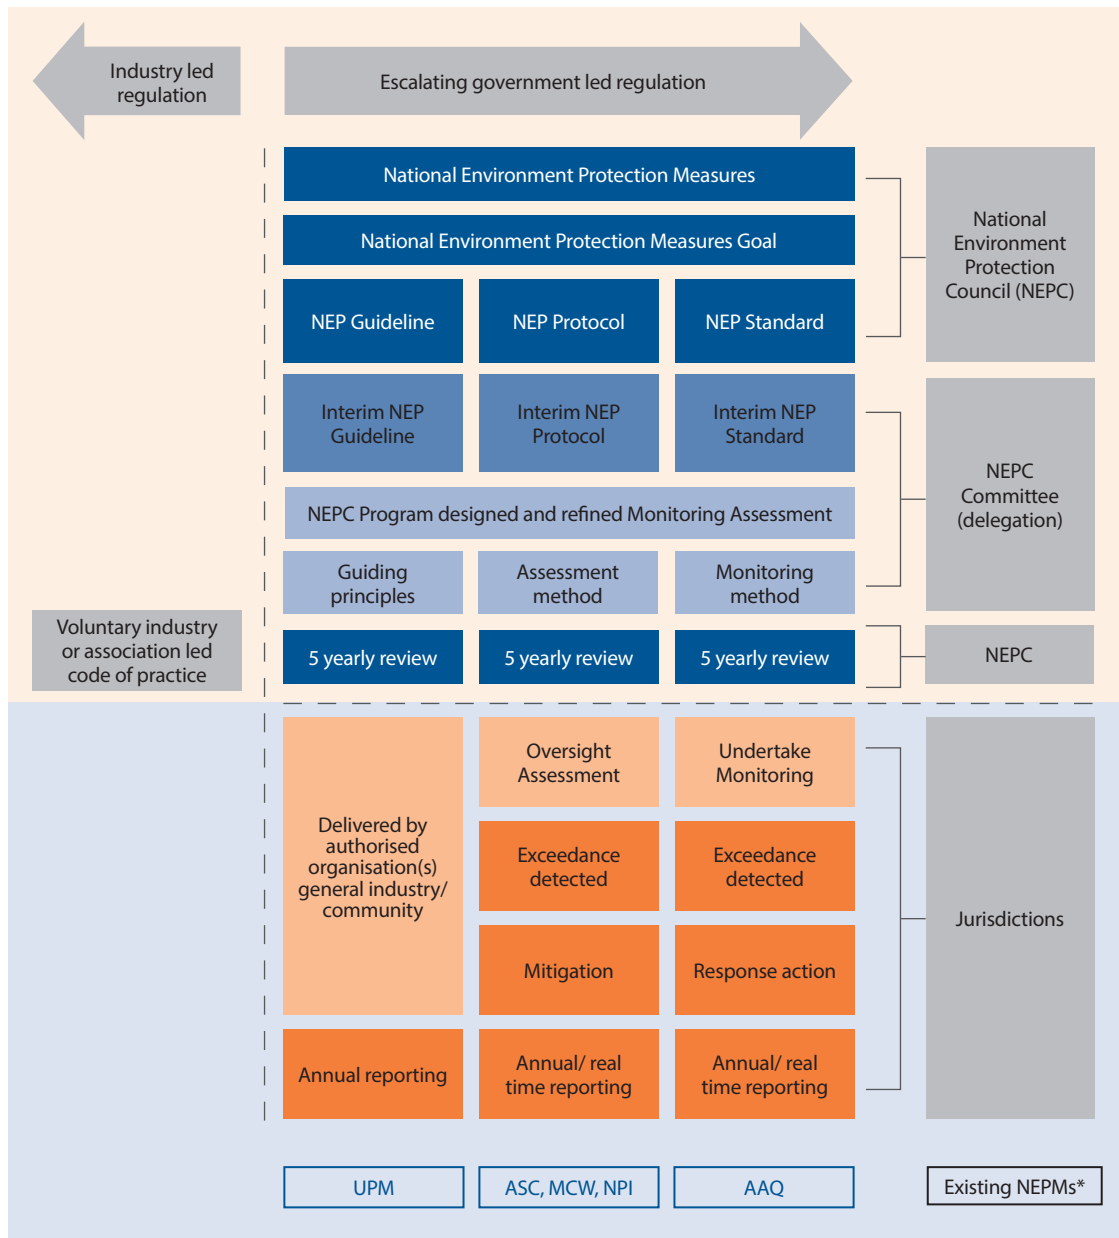 Industry led
regulation
Escalating government led regulation
National Environment Protection Measures
National Environment Protection Measures Goal
NEP Guideline
NEP Protocol
NEP Standard
National
Environment
Protection
Council (NEPC)
Interim NEP
Guideline
Interim NEP
Protocol
Interim NEP
Standard
NEPC Program designed and refined Monitoring Assessment
Guiding
principles
Assessment
method
Monitoring
method
NEPC
Committee
(delegation)
Voluntary industry
or association led
code of practice
5 yearly review
5 yearly review
5 yearly review
NEPC
Delivered by
authorised
organisation(s)
general industry/
community
Oversight
Assessment
Undertake
Monitoring
Exceedance
detected
Exceedance
detected
Mitigation
Response action
Jurisdictions
Annual reporting
Annual/ real
time reporting
Annual/ real
time reporting
UPM
ASC, MCW, NPI
AAQ
Existing NEPMs*